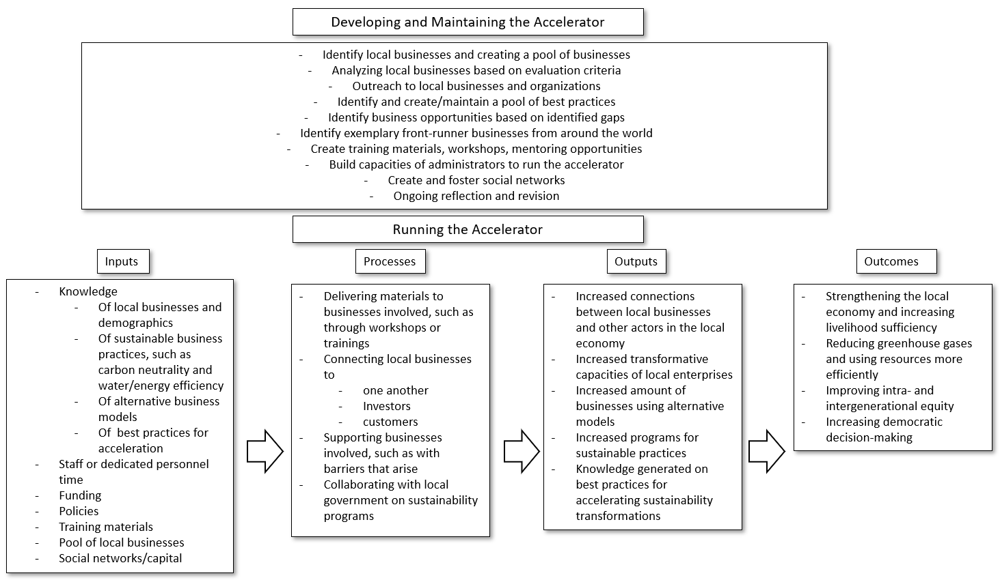 Developing and Maintaining the Accelerator
- Identify local businesses and creating a pool of businesses
- Analyzing local businesses based on evaluation criteria
- Outreach to local businesses and organizations
- Identify and create/maintain a pool of best practices
- Identify business opportunities based on identified gaps
- Identify exemplary front-runner businesses from around the world
- Create training materials, workshops, mentoring opportunities
- Build capacities of administrators to run the accelerator
- Create and foster social networks
- Ongoing reflection and revision
Running the Accelerator
Inputs
- Knowledge
- Of local businesses and
demographics
- Of sustainable business
practices, such as
carbon neutrality and
water/energy efficiency
- Of alternative business
models
- Of best practices for
acceleration
- Staff or dedicated personnel
time
- Funding
- Policies
- Training materials
- Pool of local businesses
- Social networks/capital
Processes
- Delivering materials to
businesses involved, such as
through workshops or
trainings
- Connecting local businesses
to
- one another
- Investors
- customers
- Supporting businesses
involved, such as with
barriers that arise
- Collaborating with local
government on sustainability
programs
Outputs
- Increased connections
between local businesses
and other actors in the local
economy
- Increased transformative
capacities of local enterprises
- Increased amount of
businesses using alternative
models
- Increased programs for
sustainable practices
- Knowledge generated on
best practices for
accelerating sustainability
transformations
Outcomes
- Strengthening the local
economy and increasing
livelihood sufficiency
- Reducing greenhouse gases
and using resources more
efficiently
- Improving intra- and
intergenerational equity
- Increasing democratic
decision-making